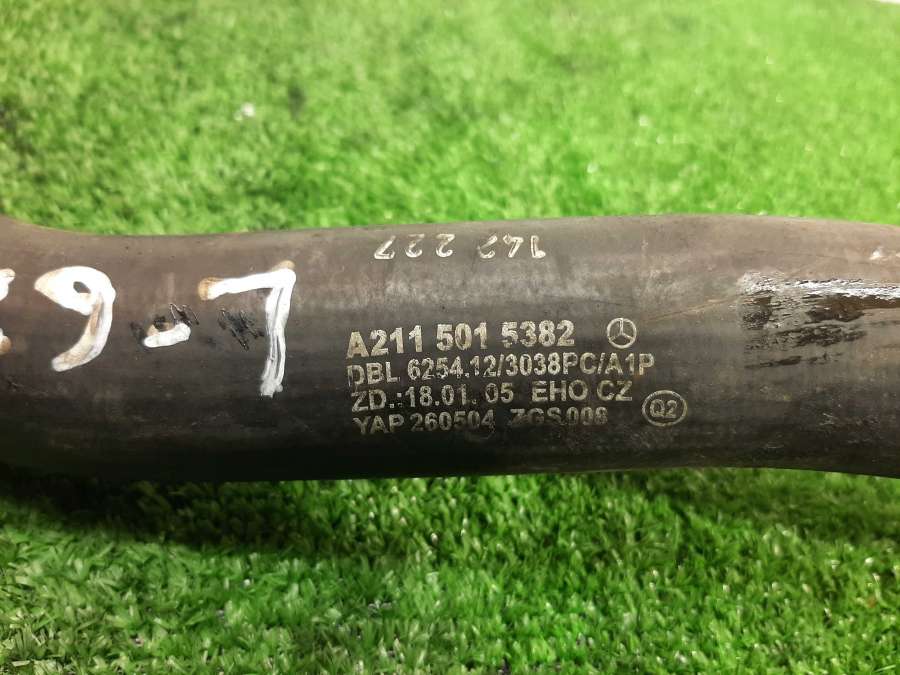 142 227
A211 501 5382
DBL 6254.12/3038PC/A1P
ZD.:18.01.05 EHO CZ
YAP 260504 ZGS.008
Q2